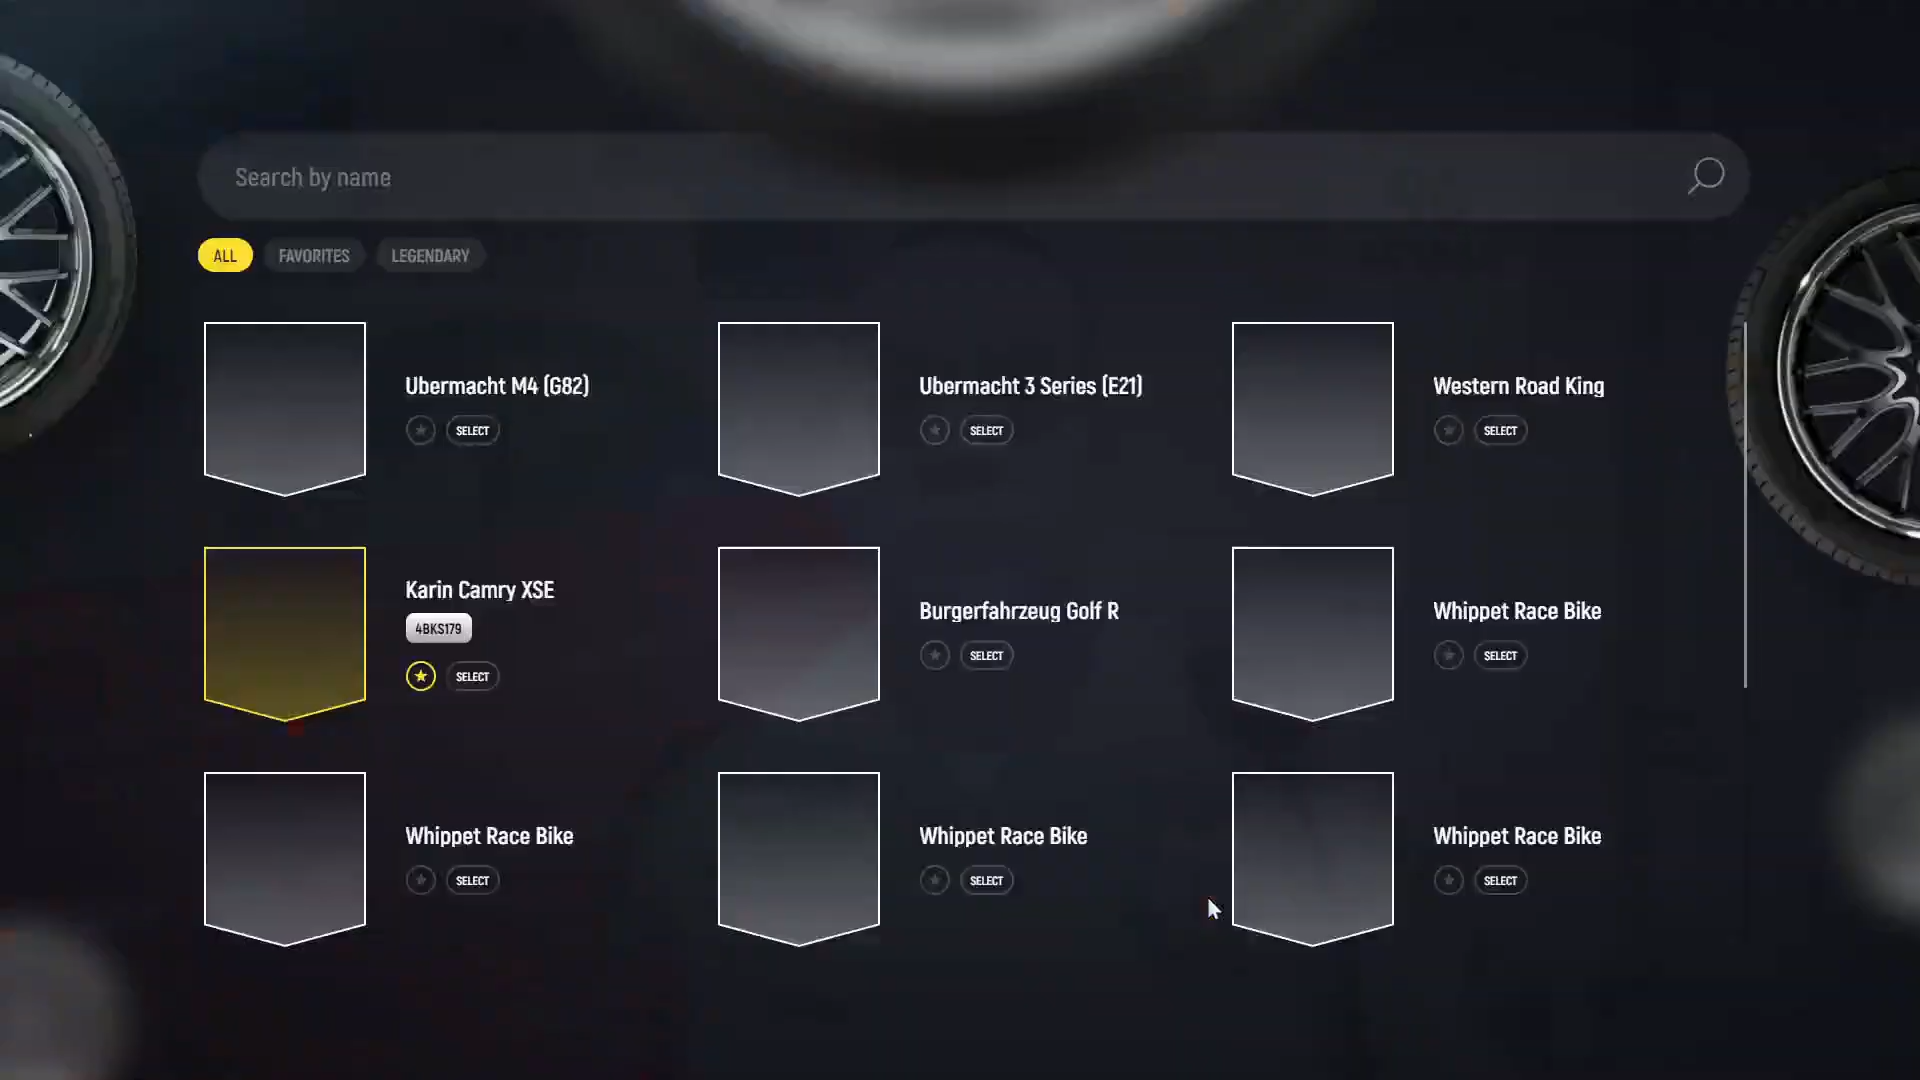 Search by name
ALL
FAVORITES
LEGENDARY
Ubermacht M4 (G82)
SELECT
Ubermacht 3 Series (E21)
SELECT
Western Road King
SELECT
Karin Camry XSE
4BKS179
SELECT
Burgerfahrzeug Golf R
SELECT
Whippet Race Bike
SELECT
Whippet Race Bike
SELECT
Whippet Race Bike
SELECT
Whippet Race Bike
SELECT